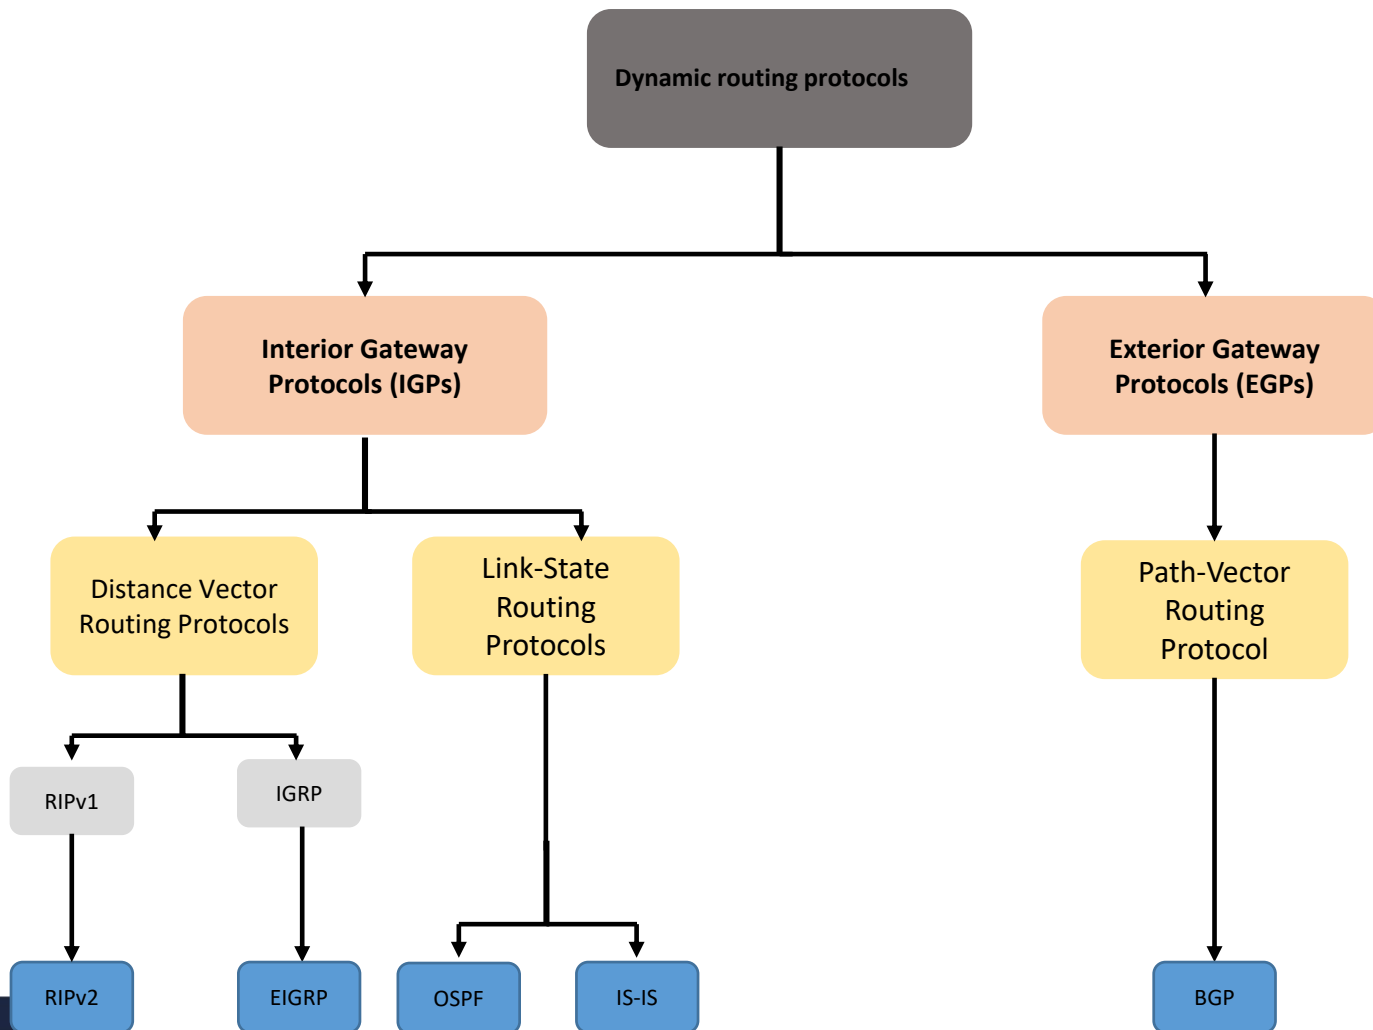 Dynamic routing protocols
Interior Gateway
Protocols (IGPs)
Exterior Gateway
Protocols (EGPs)
Distance Vector
Routing Protocols
Link-State
Routing
Protocols
Path-Vector
Routing
Protocol
RIPv1
IGRP
RIPv2
EIGRP
OSPF
IS-IS
BGP